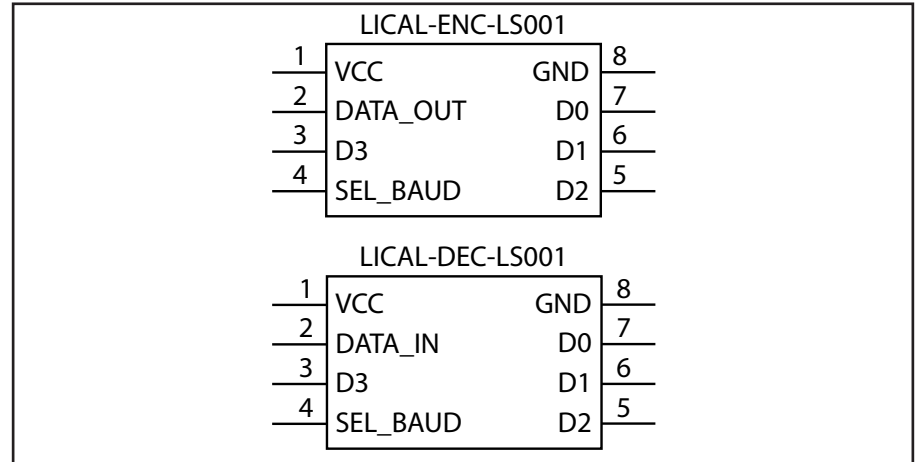 LICAL-ENC-LS001
1 VCC GND 8
2 DATA_OUT D0 7
3 D3 D1 6
4 SEL_BAUD D2 5
LICAL-DEC-LS001
1 VCC GND 8
2 DATA_IN D0 7
3 D3 D1 6
4 SEL_BAUD D2 5